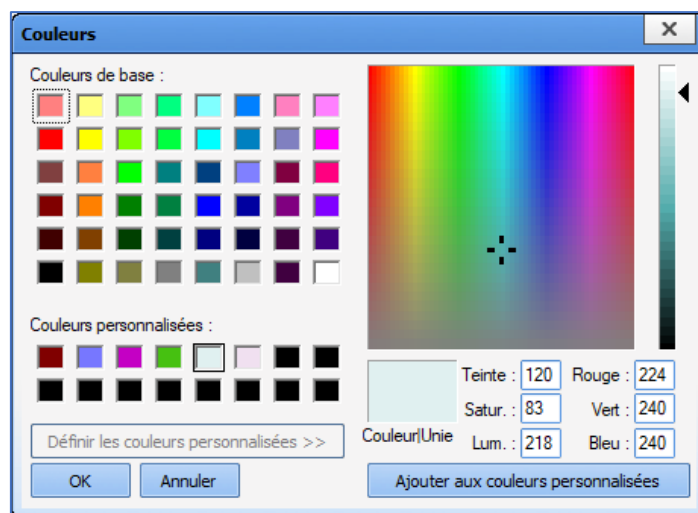 Couleurs
Couleurs de base :
Couleurs personnalisées :
Définir les couleurs personnalisées >>
OK Annuler
Teinte : 120 Rouge : 224
Satur. : 83 Vert : 240
Couleur|Unie Lum. : 218 Bleu : 240
Ajouter aux couleurs personnalisées